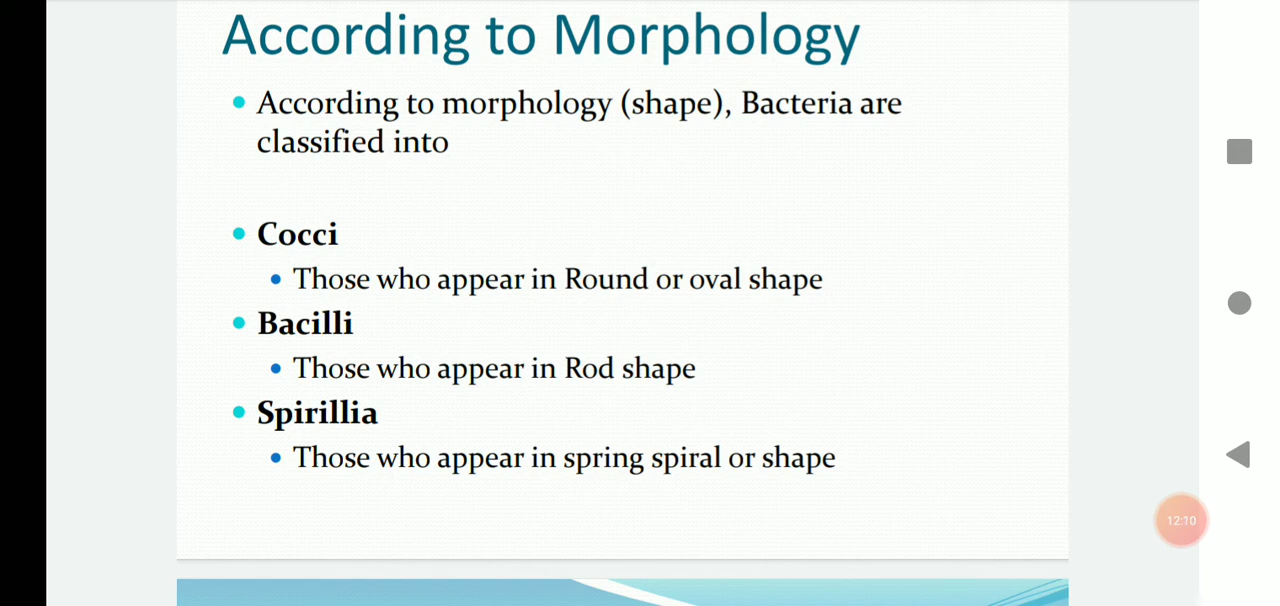 According to Morphology
According to morphology (shape), Bacteria are
classified into
Cocci
Those who appear in Round or oval shape
Bacilli
Those who appear in Rod shape
Spirillia
Those who appear in spring spiral or shape
12:10